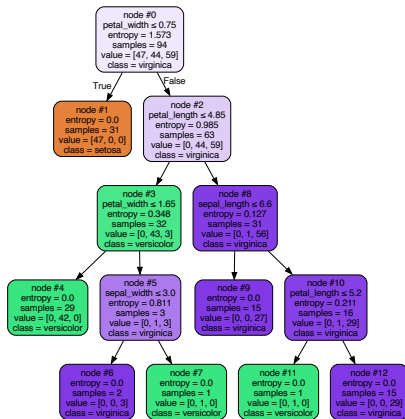 node #0
petal_width ≤ 0.75
entropy = 1.573
samples = 94
value = [47, 44, 59]
class = virginica
True
False
node #1
entropy = 0.0
samples = 31
value = [47, 0, 0]
class = setosa
node #2
petal_length ≤ 4.85
entropy = 0.985
samples = 63
value = [0, 44, 59]
class = virginica
node #3
petal_width ≤ 1.65
entropy = 0.348
samples = 32
value = [0, 43, 3]
class = versicolor
node #8
sepal_length ≤ 6.6
entropy = 0.127
samples = 31
value = [0, 1, 56]
class = virginica
node #4
entropy = 0.0
samples = 29
value = [0, 42, 0]
class = versicolor
node #5
sepal_width ≤ 3.0
entropy = 0.811
samples = 3
value = [0, 1, 3]
class = virginica
node #9
entropy = 0.0
samples = 15
value = [0, 0, 27]
class = virginica
node #10
petal_length ≤ 5.2
entropy = 0.211
samples = 16
value = [0, 1, 29]
class = virginica
node #6
entropy = 0.0
samples = 2
value = [0, 0, 3]
class = virginica
node #7
entropy = 0.0
samples = 1
value = [0, 1, 0]
class = versicolor
node #11
entropy = 0.0
samples = 1
value = [0, 1, 0]
class = versicolor
node #12
entropy = 0.0
samples = 15
value = [0, 0, 29]
class = virginica